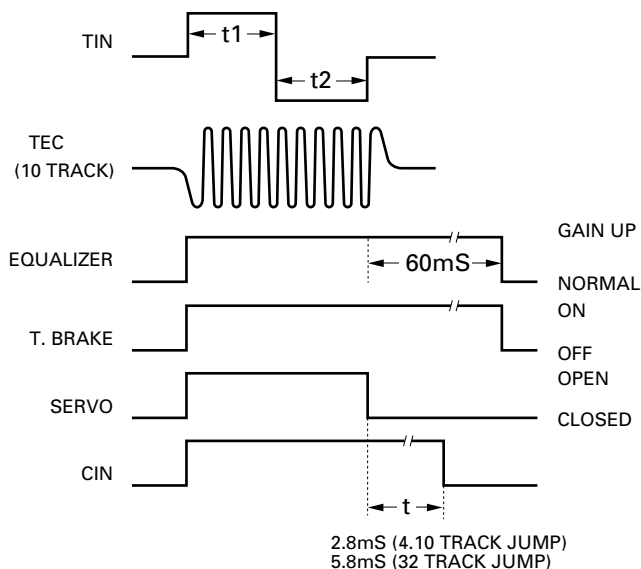 TIN
t1
t2
TEC
(10 TRACK)
EQUALIZER
60mS
GAIN UP
NORMAL
T. BRAKE
ON
OFF
SERVO
OPEN
CLOSED
CIN
t
2.8mS (4.10 TRACK JUMP)
5.8mS (32 TRACK JUMP)